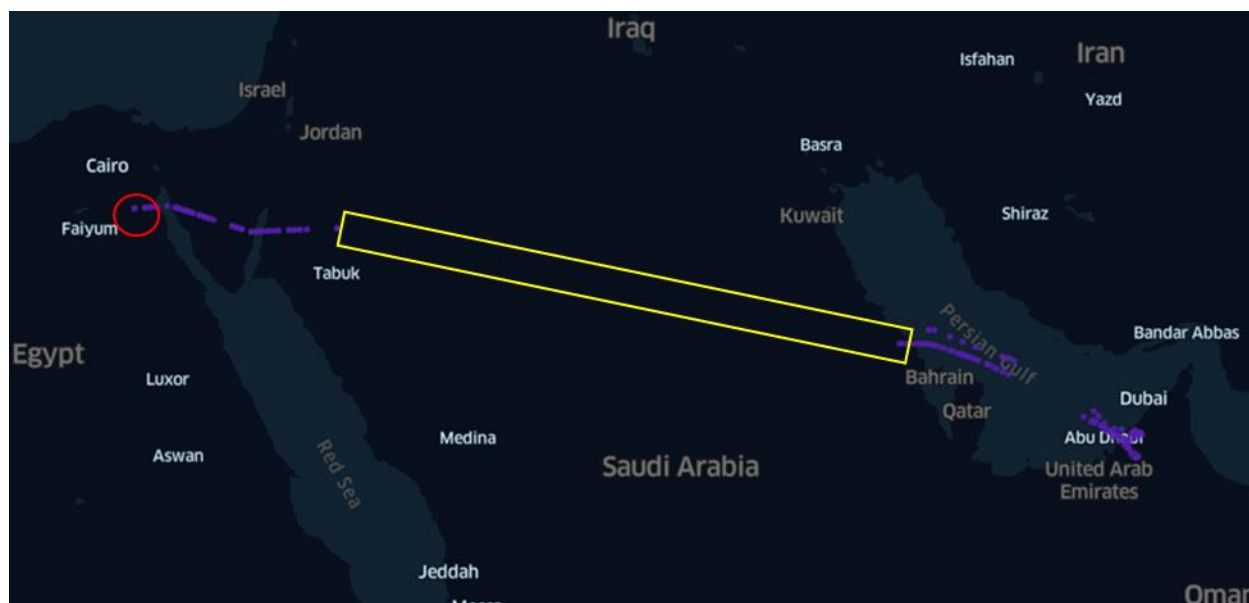 Iraq
Isfahan
Iran
Israel
Yazd
Jordan
Basra
Cairo
Kuwait
Shiraz
Faiyum
Tabuk
Persian Gulf
Bandar Abbas
Egypt
Luxor
Bahrain
Dubai
Qatar
Medina
Abu Dhabi
Aswan
Red Sea
Saudi Arabia
United Arab
Emirates
Jeddah
Oman